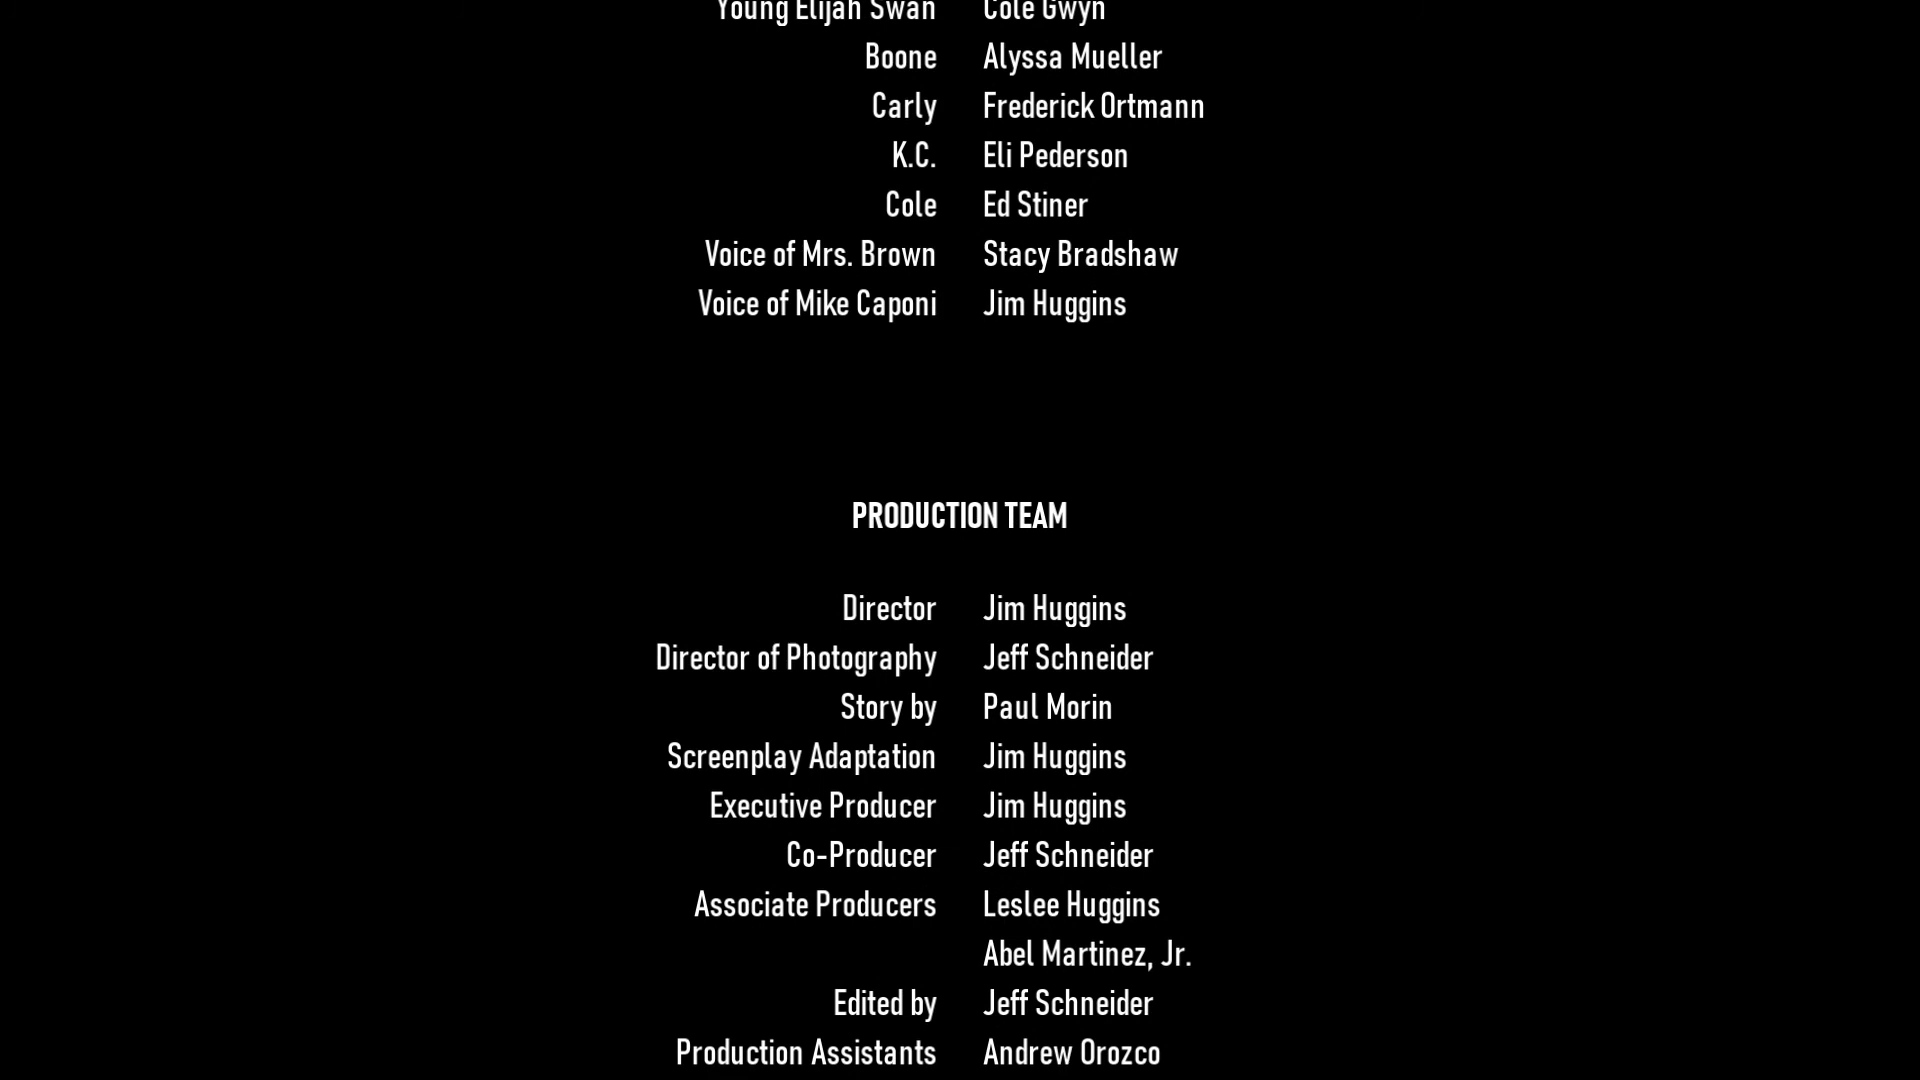 Young Elijah Swan Cole Gwyn
Boone Alyssa Mueller
Carly Frederick Ortmann
K.C. Eli Pederson
Cole Ed Stiner
Voice of Mrs. Brown Stacy Bradshaw
Voice of Mike Caponi Jim Huggins
PRODUCTION TEAM
Director Jim Huggins
Director of Photography Jeff Schneider
Story by Paul Morin
Screenplay Adaptation Jim Huggins
Executive Producer Jim Huggins
Co-Producer Jeff Schneider
Associate Producers Leslee Huggins
Abel Martinez, Jr.
Edited by Jeff Schneider
Production Assistants Andrew Orozco